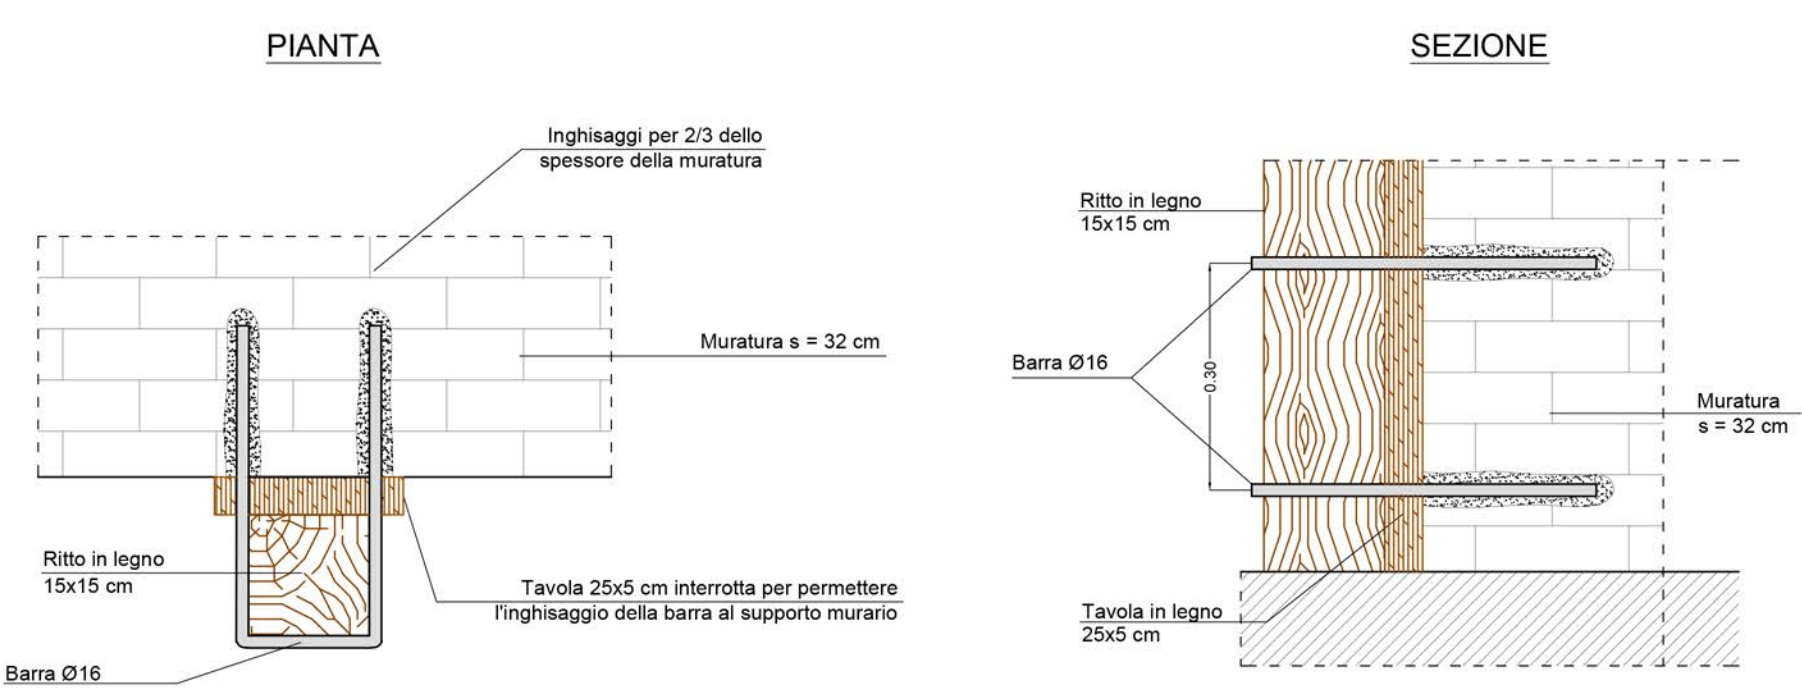 PIANTA
Inghisaggi per 2/3 dello
spessore della muratura
Muratura s = 32 cm
Ritto in legno
15x15 cm
Tavola 25x5 cm interrotta per permettere
l'inghisaggio della barra al supporto murario
Barra Ø16
SEZIONE
Ritto in legno
15x15 cm
Barra Ø16
0.30
Muratura
s = 32 cm
Tavola in legno
25x5 cm